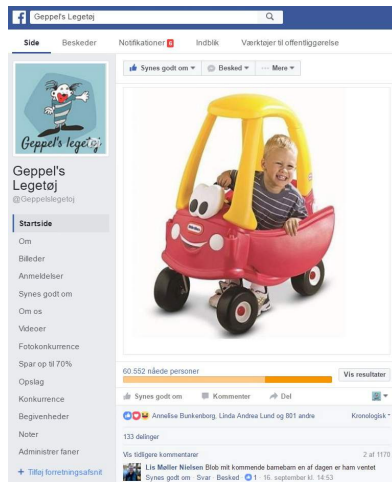 Geppel's Legetøj
Side Beskeder Notifikationer 8 Indblik Værktøjer til offentliggørelse
Geppel's legetøj
Geppel's
Legetøj
@Geppelslegetoj
Startside
Om
Billeder
Anmeldelser
Synes godt om
Om os
Videoer
Fotokonkurrence
Spar op til 70%
Opslag
Konkurrence
Begivenheder
Noter
Administrer faner
+ Tilføj forretningsafsnit
Synes godt om Besked Mere
60.552 nåede personer Vis resultater
Synes godt om Kommenter Del
Annelise Bunkenborg, Linda Andrea Lund og 801 andre Kronologisk
133 delinger
Vis tidligere kommentarer 2 af 1170
Lis Møller Nielsen Blob mit kommende barnebarn en af dagen er ham ventet
Synes godt om · Svar · Besked · 1 · 16. september kl. 14:53